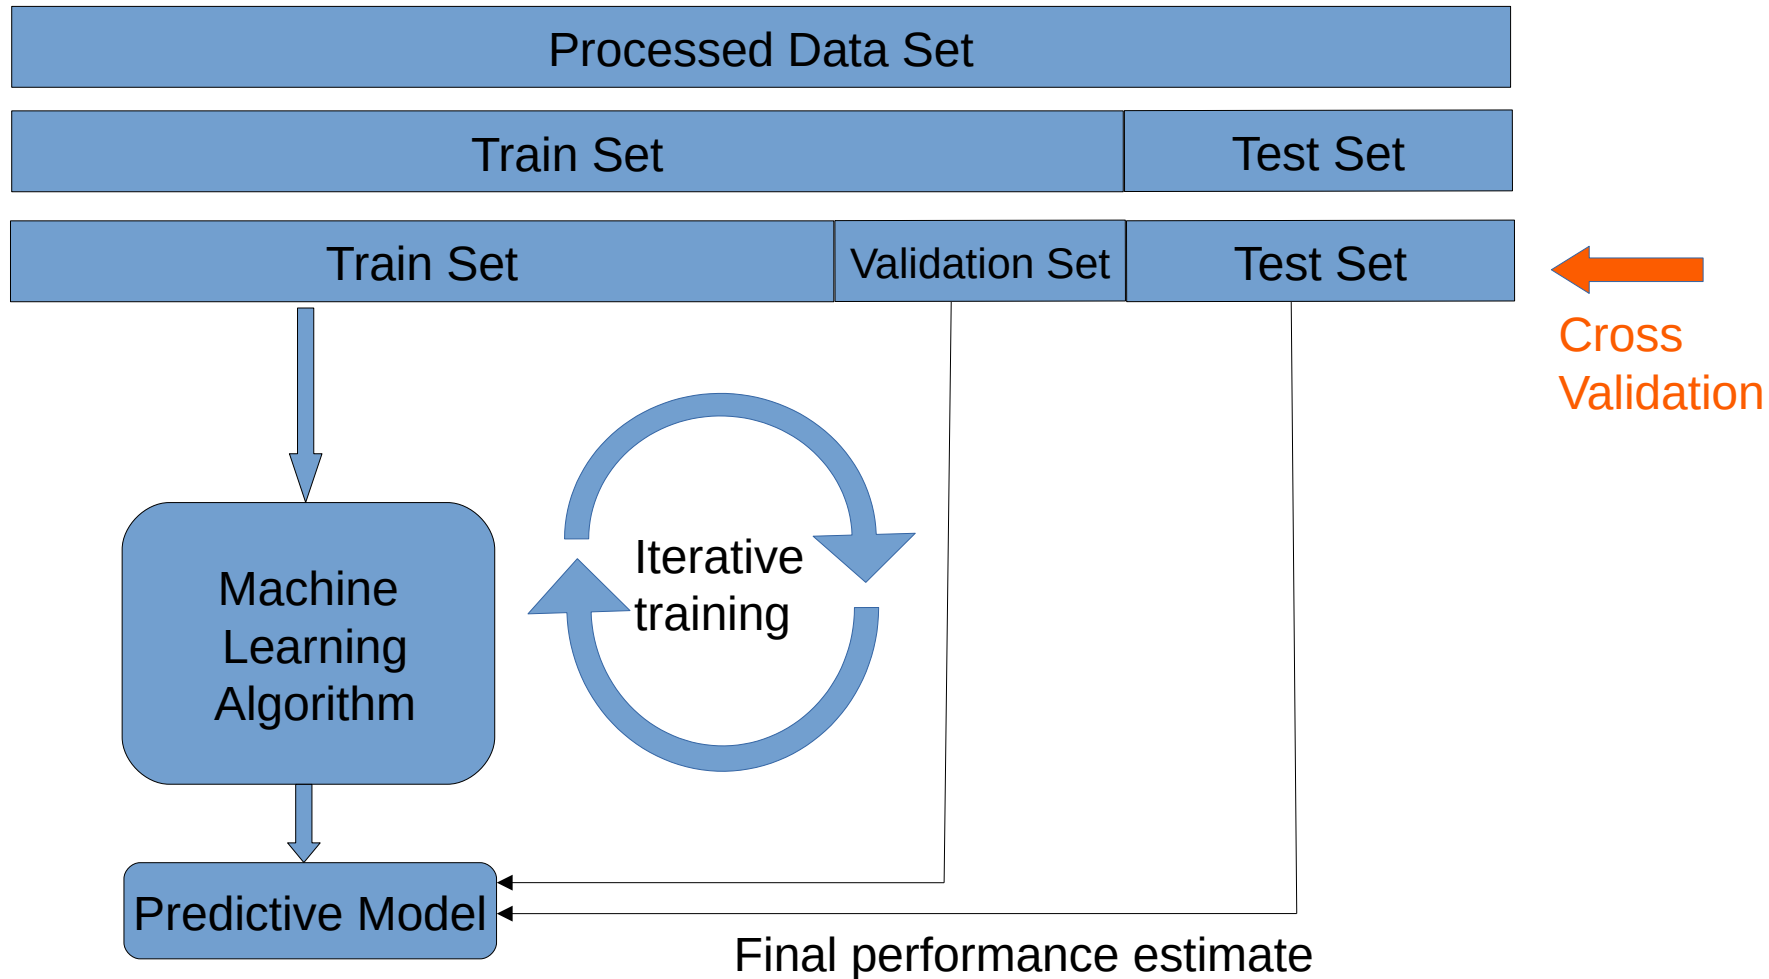 Processed Data Set
Train Set
Test Set
Train Set
Validation Set
Test Set
Cross
Validation
Iterative
training
Machine
Learning
Algorithm
Predictive Model
Final performance estimate